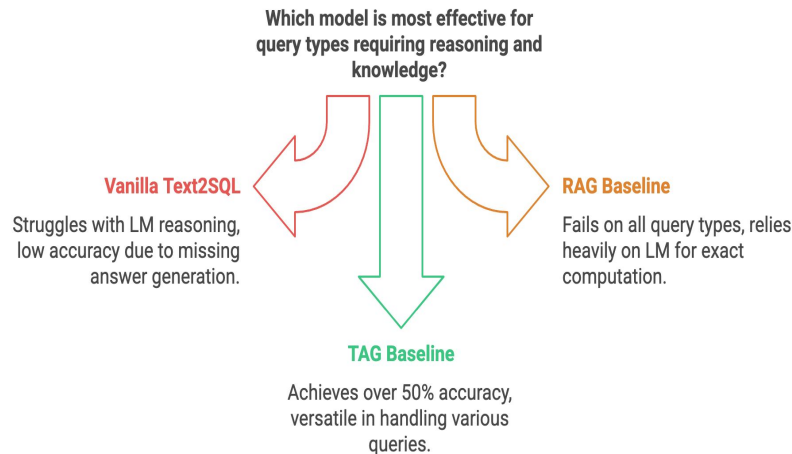 Which model is most effective for
query types requiring reasoning and
knowledge?
Vanilla Text2SQL
Struggles with LM reasoning,
low accuracy due to missing
answer generation.
RAG Baseline
Fails on all query types, relies
heavily on LM for exact
computation.
TAG Baseline
Achieves over 50% accuracy,
versatile in handling various
queries.